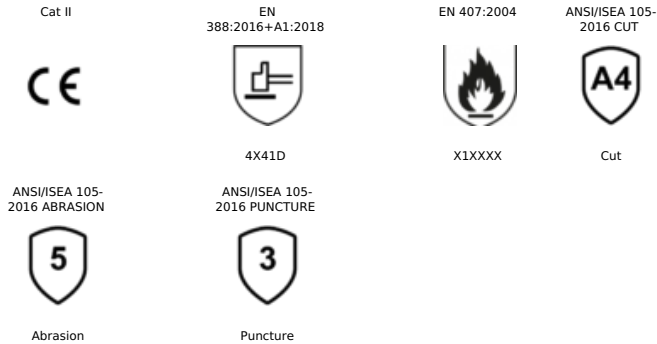 Cat II
EN
388:2016+A1:2018
EN 407:2004
ANSI/ISEA 105-
2016 CUT
CE
A4
4X41D
X1XXXX
Cut
ANSI/ISEA 105-
2016 ABRASION
ANSI/ISEA 105-
2016 PUNCTURE
5
3
Abrasion
Puncture